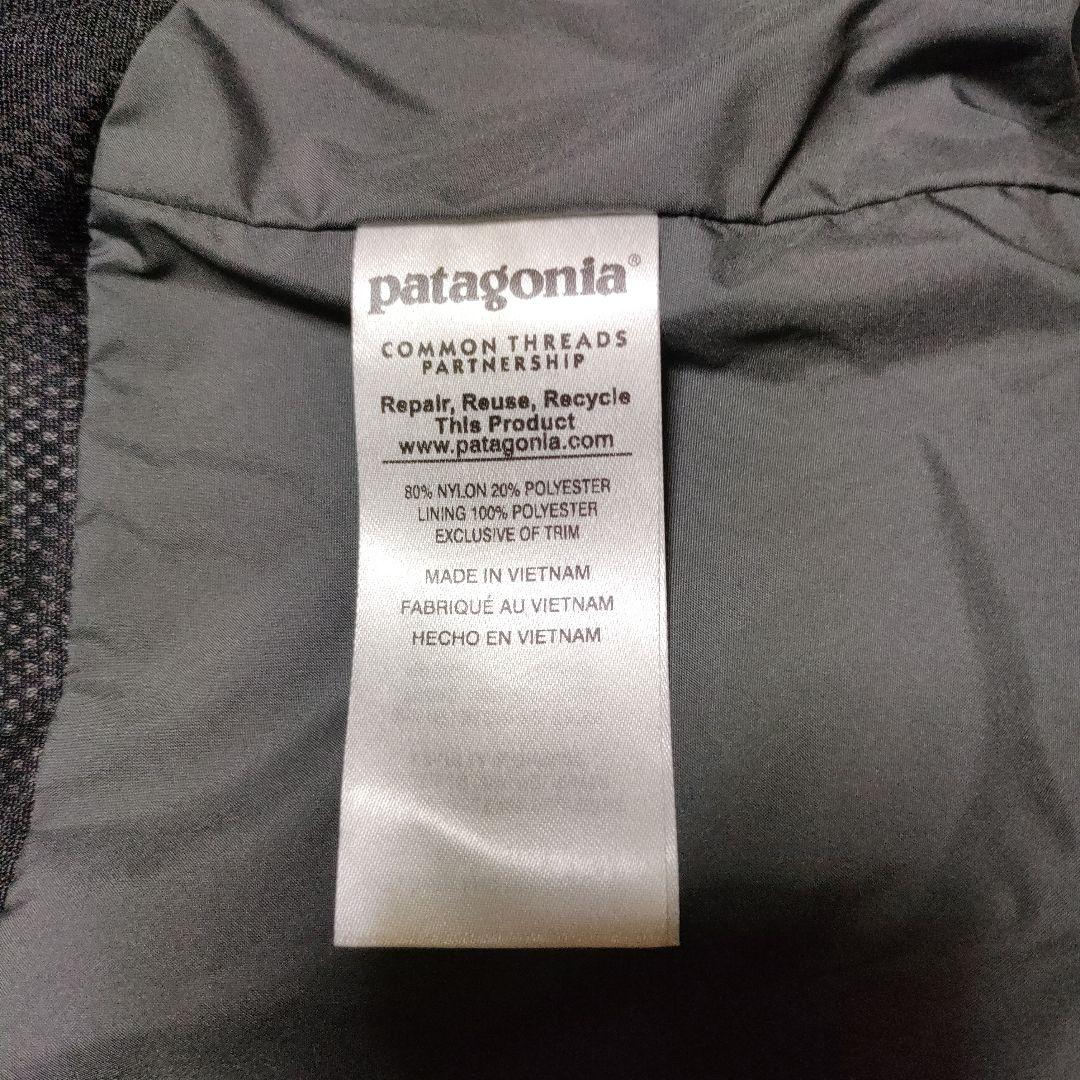 patagonia®
COMMON THREADS
PARTNERSHIP
Repair, Reuse, Recycle
This Product
www.patagonia.com
80% NYLON 20% POLYESTER
LINING 100% POLYESTER
EXCLUSIVE OF TRIM
MADE IN VIETNAM
FABRIQUÉ AU VIETNAM
HECHO EN VIETNAM